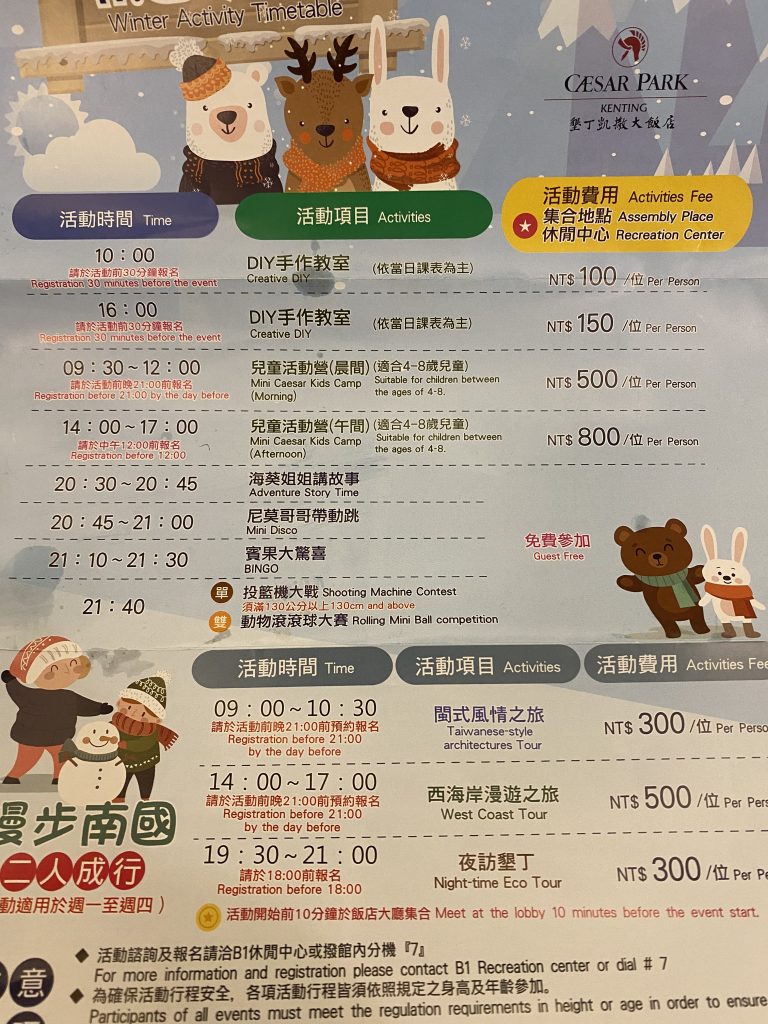 Winter Activity Timetable
CÆSAR PARK
KENTING
墾丁凱撒大飯店
活動時間 Time
活動項目 Activities
活動費用 Activities Fee
集合地點 Assembly Place
休閒中心 Recreation Center
10：00
請於活動前30分鐘報名
Registration 30 minutes before the event
DIY手作教室 (依當日課表為主)
Creative DIY
NT$ 100 /位 Per Person
16：00
請於活動前30分鐘報名
Registration 30 minutes before the event
DIY手作教室 (依當日課表為主)
Creative DIY
NT$ 150 /位 Per Person
09：30~12：00
請於活動前晚21:00前報名
Registration before 21:00 by the day before
兒童活動營(晨間) (適合4-8歲兒童)
Mini Caesar Kids Camp Suitable for children between
(Morning) the ages of 4-8.
NT$ 500 /位 Per Person
14：00~17：00
請於中午12:00前報名
Registration before 12:00
兒童活動營(午間) (適合4-8歲兒童)
Mini Caesar Kids Camp Suitable for children between
(Afternoon) the ages of 4-8.
NT$ 800 /位 Per Person
20：30~20：45
海葵姐姐講故事
Adventure Story Time
20：45~21：00
尼莫哥哥帶動跳
Mini Disco
21：10~21：30
賓果大驚喜
BINGO
免費參加
Guest Free
21：40
單 投籃機大戰 Shooting Machine Contest
須滿130公分以上130cm and above
雙 動物滾滾球大賽 Rolling Mini Ball competition
活動時間 Time
活動項目 Activities
活動費用 Activities Fee
09：00~10：30
請於活動前晚21:00前預約報名
Registration before 21:00
by the day before
閩式風情之旅
Taiwanese-style
architectures Tour
NT$ 300 /位 Per Perso
14：00~17：00
請於活動前晚21:00前預約報名
Registration before 21:00
by the day before
西海岸漫遊之旅
West Coast Tour
NT$ 500 /位 Per Pers
19：30~21：00
請於18:00前報名
Registration before 18:00
夜訪墾丁
Night-time Eco Tour
NT$ 300 /位 Per Pe
漫步南國
二人成行
動適用於週一至週四)
活動開始前10分鐘於飯店大廳集合 Meet at the lobby 10 minutes before the event start.
意
◆ 活動諮詢及報名請洽B1休閒中心或撥館內分機『7』
For more information and registration please contact B1 Recreation center or dial # 7
◆ 為確保活動行程安全，各項活動行程皆須依照規定之身高及年齡參加。
Participants of all events must meet the regulation requirements in height or age in order to ensure